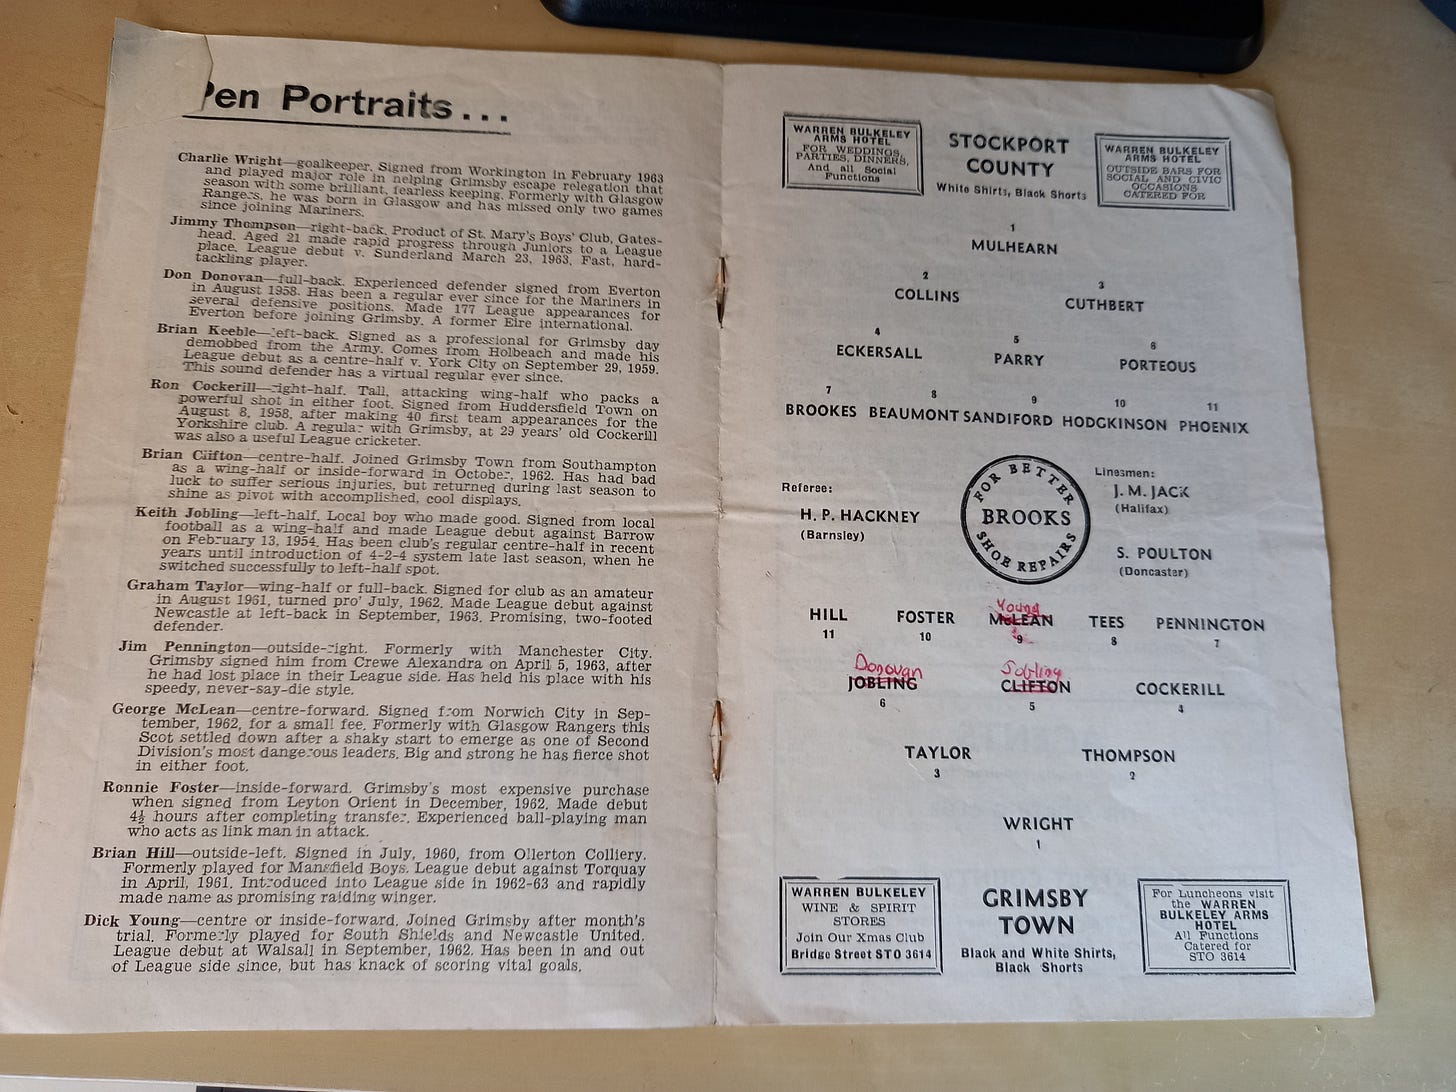 Pen Portraits...
Charlie Wright—goalkeeper. Signed from Workington in February 1963
and played major role in helping Grimsby escape relegation that
season with some brilliant, fearless keeping. Formerly with Glasgow
Rangers, he was born in Glasgow and has missed only two games
since joining Mariners.
Jimmy Thompson—right-back. Product of St. Mary's Boys' Club, Gates-
head. Aged 21 made rapid progress through Juniors to a League
place. League debut v. Sunderland March 23, 1963. Fast, hard-
tackling player.
Don Donovan—full-back. Experienced defender signed from Everton
in August 1958. Has been a regular ever since for the Mariners in
several defensive positions. Made 177 League appearances for
Everton before joining Grimsby. A former Eire international.
Brian Keeble—left-back. Signed as a professional for Grimsby day
demobbed from the Army. Comes from Holbeach and made his
League debut as a centre-half v. York City on September 29, 1959.
This sound defender has a virtual regular ever since.
Ron Cockerill—right-half. Tall, attacking wing-half who packs a
powerful shot in either foot. Signed from Huddersfield Town on
August 8, 1958, after making 40 first team appearances for the
Yorkshire club. A regular with Grimsby, at 29 years' old Cockerill
was also a useful League cricketer.
Brian Clifton—centre-half. Joined Grimsby Town from Southampton
as a wing-half or inside-forward in October, 1962. Has had bad
luck to suffer serious injuries, but returned during last season to
shine as pivot with accomplished, cool displays.
Keith Jobling—left-half. Local boy who made good. Signed from local
football as a wing-half and made League debut against Barrow
on February 13, 1954. Has been club's regular centre-half in recent
years until introduction of 4-2-4 system late last season, when he
switched successfully to left-half spot.
Graham Taylor—wing-half or full-back. Signed for club as an amateur
in August 1961, turned pro' July, 1962. Made League debut against
Newcastle at left-back in September, 1963. Promising, two-footed
defender.
Jim Pennington—outside-right. Formerly with Manchester City.
Grimsby signed him from Crewe Alexandra on April 5, 1963, after
he had lost place in their League side. Has held his place with his
speedy, never-say-die style.
George McLean—centre-forward. Signed from Norwich City in Sep-
tember, 1962, for a small fee. Formerly with Glasgow Rangers this
Scot settled down after a shaky start to emerge as one of Second
Division's most dangerous leaders. Big and strong he has fierce shot
in either foot.
Ronnie Foster—inside-forward. Grimsby's most expensive purchase
when signed from Leyton Orient in December, 1962. Made debut
4½ hours after completing transfer. Experienced ball-playing man
who acts as link man in attack.
Brian Hill—outside-left. Signed in July, 1960, from Ollerton Colliery.
Formerly played for Mansfield Boys. League debut against Torquay
in April, 1961. Introduced into League side in 1962-63 and rapidly
made name as promising raiding winger.
Dick Young—centre or inside-forward. Joined Grimsby after month's
trial. Formerly played for South Shields and Newcastle United.
League debut at Walsall in September, 1962. Has been in and out
of League side since, but has knack of scoring vital goals.
WARREN BULKELEY
ARMS HOTEL
FOR WEDDINGS,
PARTIES, DINNERS,
And all Social
Functions
STOCKPORT
COUNTY
White Shirts, Black Shorts
WARREN BULKELEY
ARMS HOTEL
OUTSIDE BARS FOR
SOCIAL AND CIVIC
OCCASIONS
CATERED FOR
1
MULHEARN
2 3
COLLINS CUTHBERT
4 5 6
ECKERSALL PARRY PORTEOUS
7 8 9 10 11
BROOKES BEAUMONT SANDIFORD HODGKINSON PHOENIX
Referee:
H. P. HACKNEY
(Barnsley)
FOR BETTER
BROOKS
SHOE REPAIRS
Linesmen:
J. M. JACK
(Halifax)
S. POULTON
(Doncaster)
Young
HILL FOSTER McLEAN TEES PENNINGTON
11 10 9 8 7
Donovan Jobling
JOBLING CLIFTON COCKERILL
6 5 4
TAYLOR THOMPSON
3 2
WRIGHT
1
WARREN BULKELEY
WINE & SPIRIT
STORES
Join Our Xmas Club
Bridge Street STO 3614
GRIMSBY
TOWN
Black and White Shirts,
Black Shorts
For Luncheons visit
the WARREN
BULKELEY ARMS
HOTEL
All Functions
Catered for
STO 3614